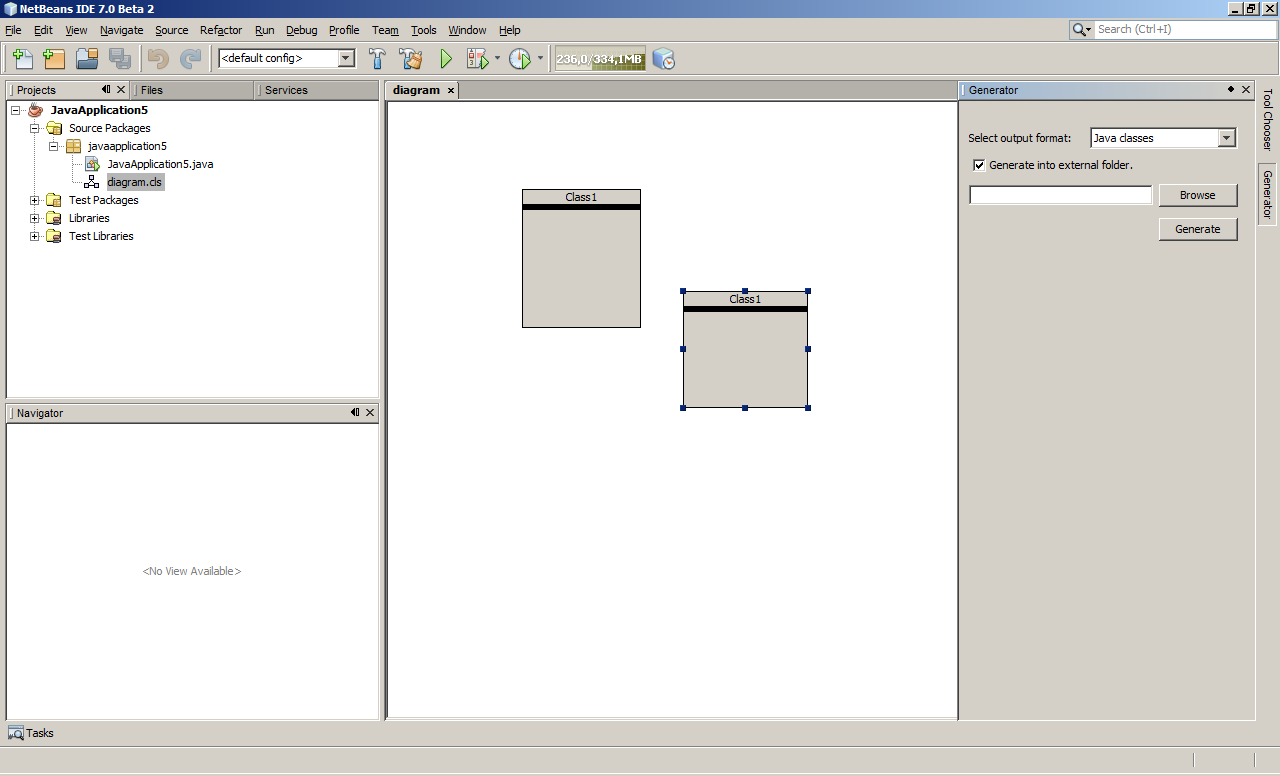 NetBeans IDE 7.0 Beta 2
File Edit View Navigate Source Refactor Run Debug Profile Team Tools Window Help
Search (Ctrl+I)
<default config>
236,0/334,1MB
Projects
Files
Services
JavaApplication5
Source Packages
javaapplication5
JavaApplication5.java
diagram.cls
Test Packages
Libraries
Test Libraries
Navigator
<No View Available>
diagram
Class1
Class1
Generator
Select output format:
Java classes
Generate into external folder.
Browse
Generate
Tool Chooser
Generator
Tasks